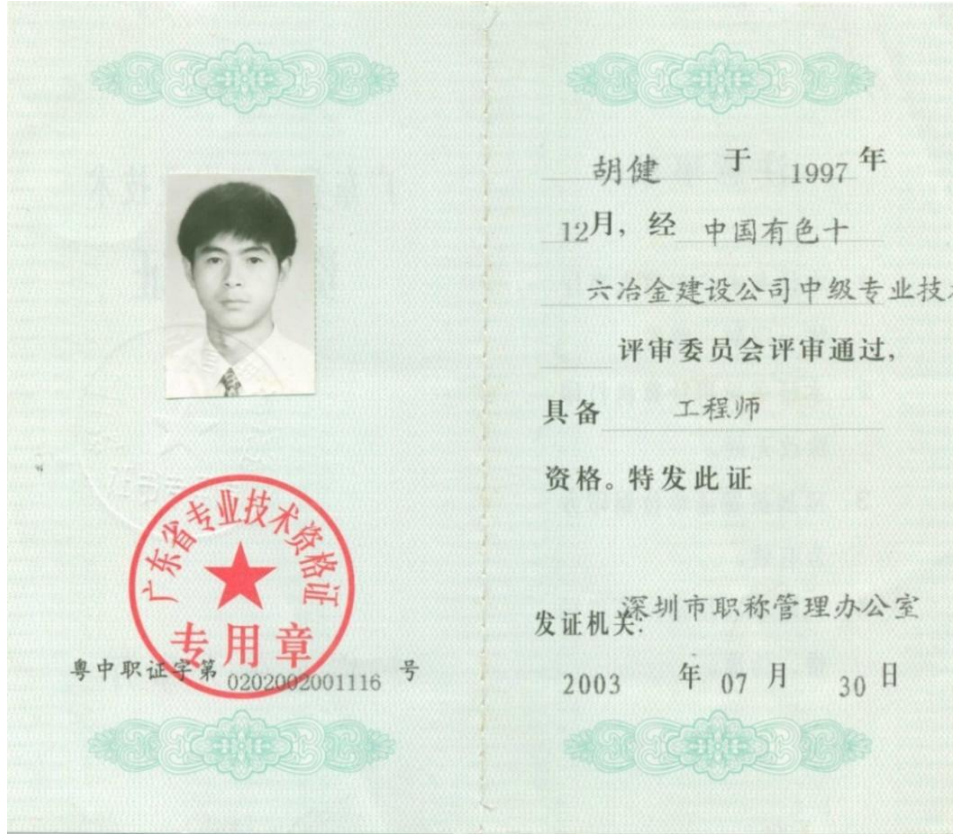 广东省专业技术资格证
专用章
粤中职证字第 0202002001116 号
胡健 于 1997 年
12月，经 中国有色十
六冶金建设公司中级专业技
评审委员会评审通过，
具备 工程师
资格。特发此证
发证机关：深圳市职称管理办公室
2003 年 07 月 30 日